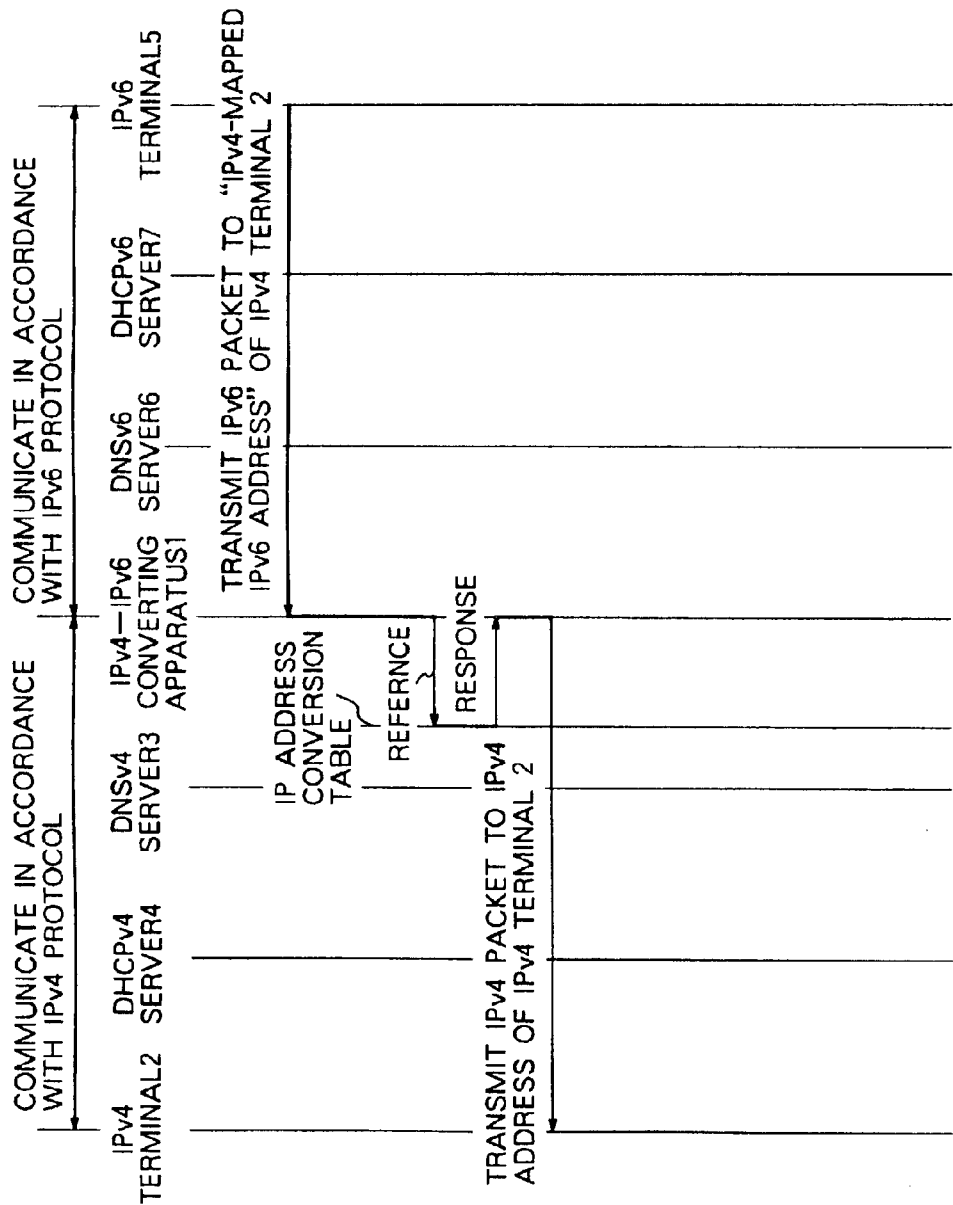 COMMUNICATE IN ACCORDANCE
WITH IPv4 PROTOCOL
COMMUNICATE IN ACCORDANCE
WITH IPv6 PROTOCOL
IPv4
TERMINAL2
DHCPv4
SERVER4
DNSv4
SERVER3
IPv4—IPv6
CONVERTING
APPARATUS1
DNSv6
SERVER6
DHCPv6
SERVER7
IPv6
TERMINAL5
TRANSMIT IPv6 PACKET TO "IPv4-MAPPED
IPv6 ADDRESS" OF IPv4 TERMINAL 2
IP ADDRESS
CONVERSION
TABLE
REFERNCE
RESPONSE
TRANSMIT IPv4 PACKET TO IPv4
ADDRESS OF IPv4 TERMINAL 2